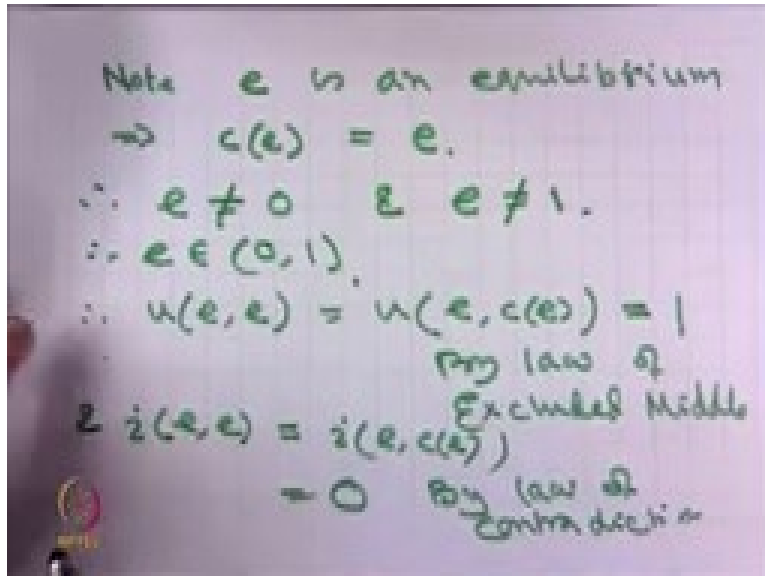 Note e is an equilibrium
⇒ c(e) = e.
∴ e ≠ 0 & e ≠ 1.
∴ e ∈ (0, 1).
∴ u(e, e) = u(e, c(e)) = 1
By law of
Excluded Middle
& i(e, e) = i(e, c(e))
= 0 By law of
contradiction
NPTEL